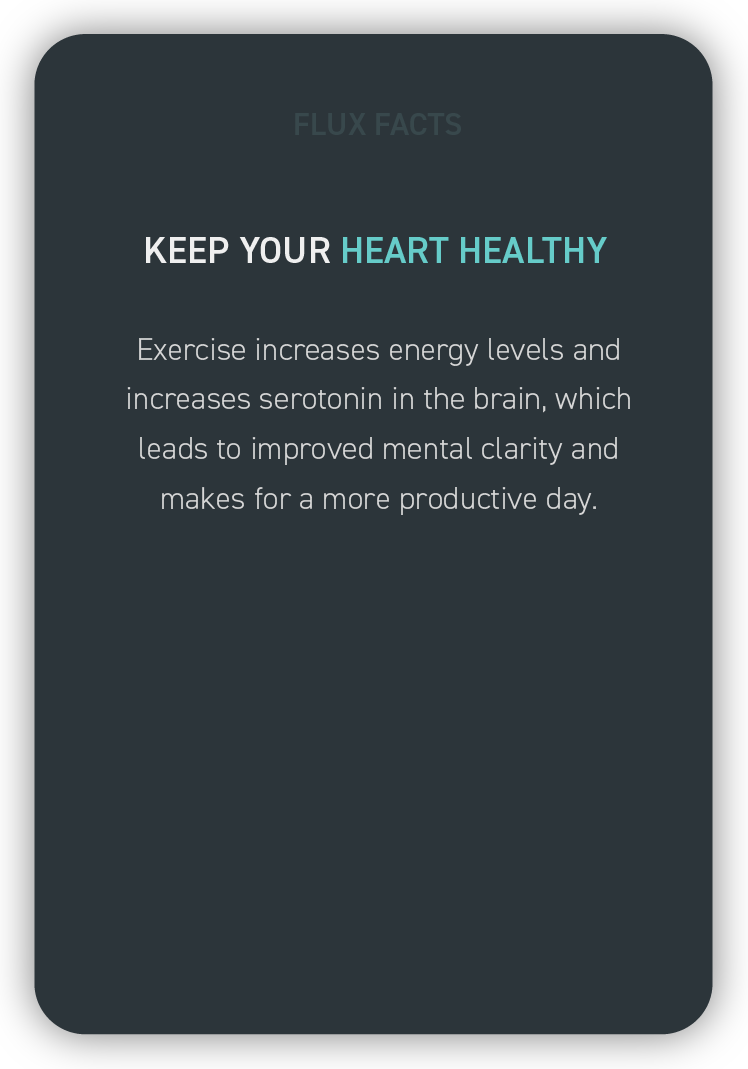 FLUX FACTS
KEEP YOUR HEART HEALTHY
Exercise increases energy levels and
increases serotonin in the brain, which
leads to improved mental clarity and
makes for a more productive day.